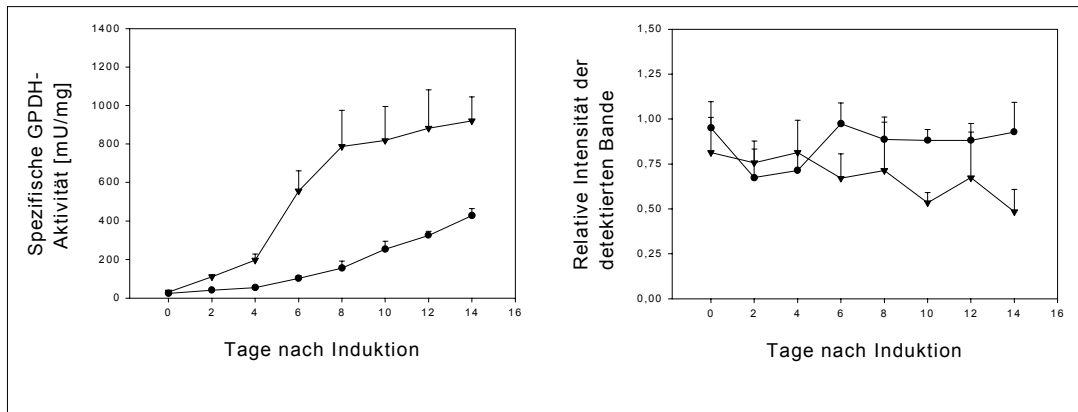 Spezifische GPDH-
Aktivität [mU/mg]
1400
1200
1000
800
600
400
200
0
0 2 4 6 8 10 12 14 16
Tage nach Induktion
Relative Intensität der
detektierten Bande
1,50
1,25
1,00
0,75
0,50
0,25
0,00
0 2 4 6 8 10 12 14 16
Tage nach Induktion